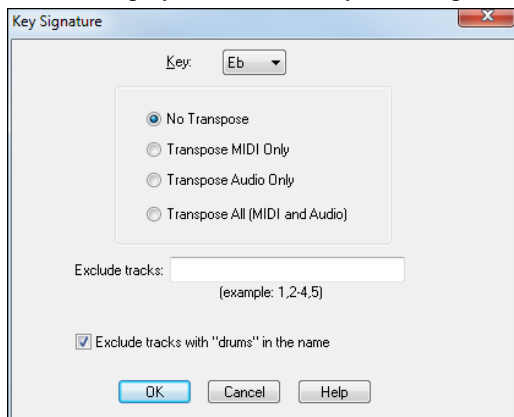 Key Signature
Key: Eb
No Transpose
Transpose MIDI Only
Transpose Audio Only
Transpose All (MIDI and Audio)
Exclude tracks:
(example: 1,2-4,5)
Exclude tracks with "drums" in the name
OK Cancel Help